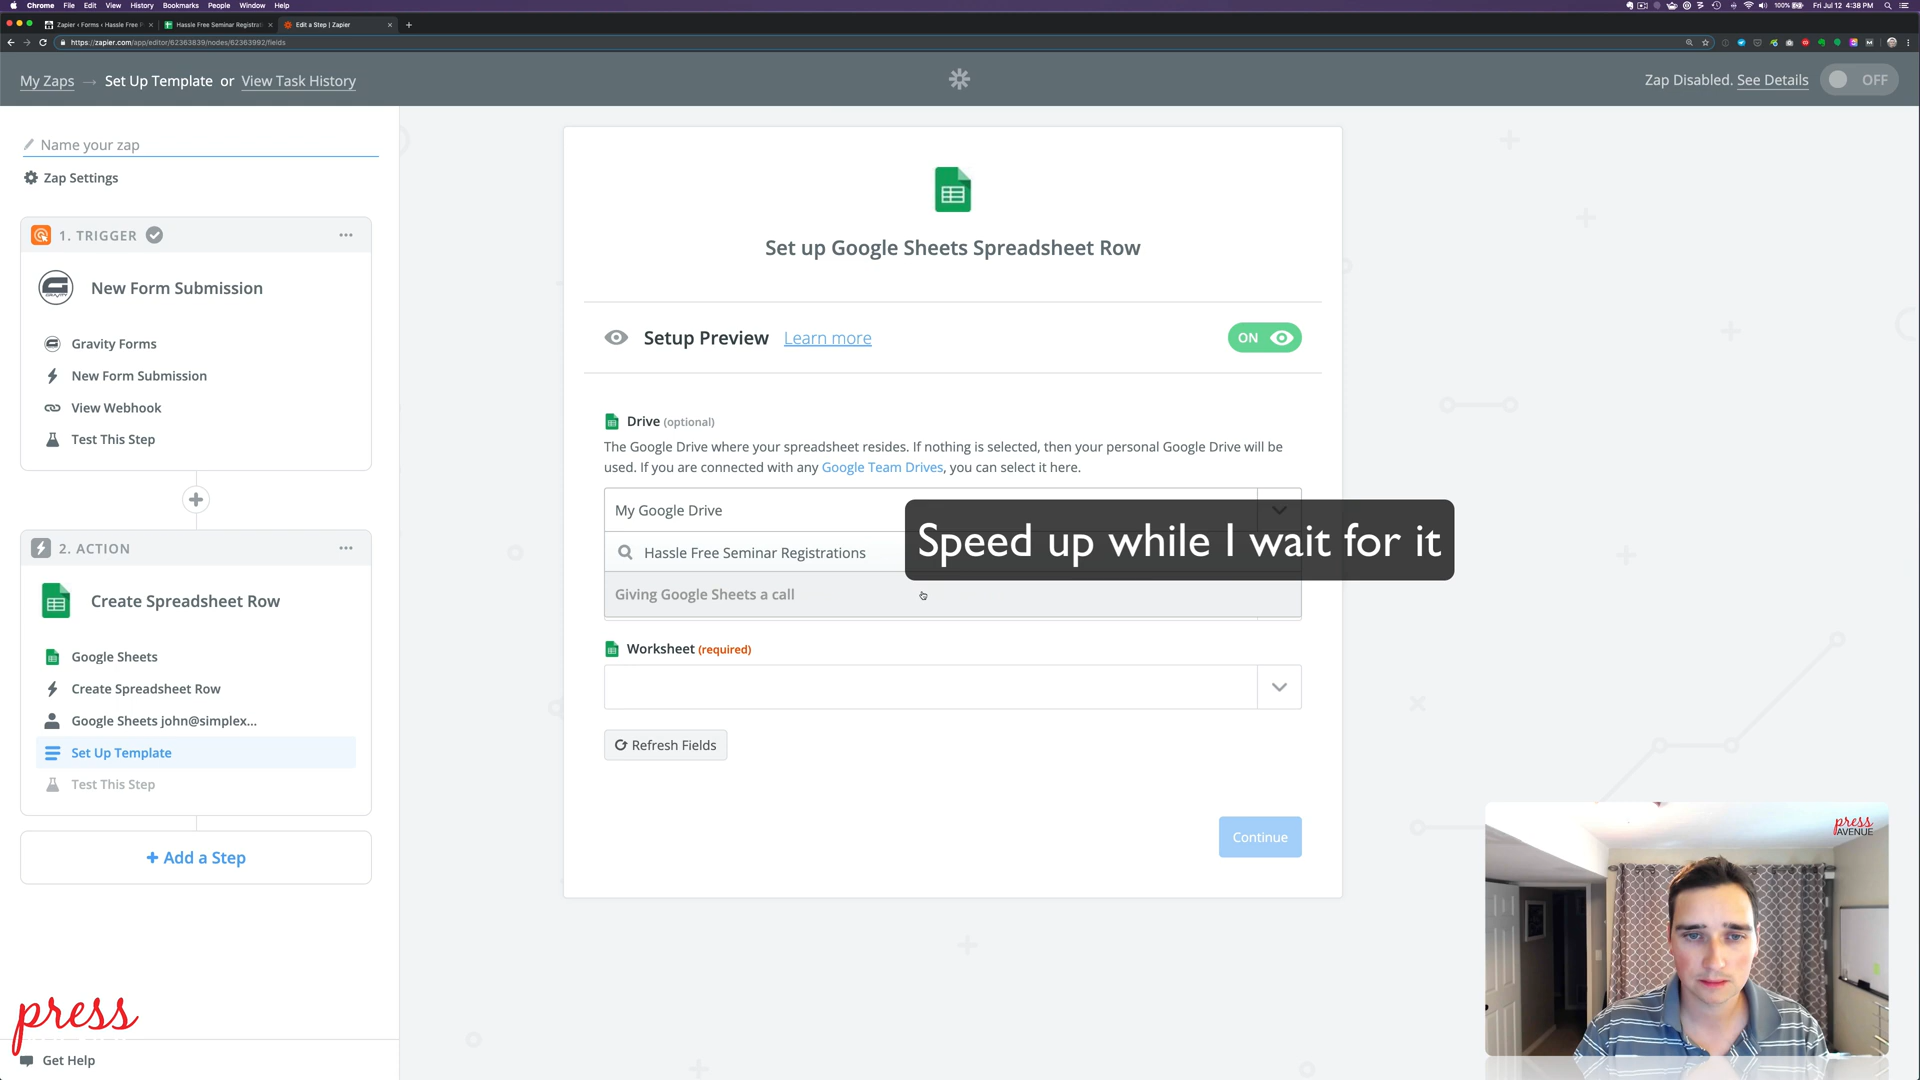 Chrome File Edit View History Bookmarks People Window Help
100% Fri Jul 12 4:38 PM
Zapier ‹ Forms ‹ Hassle Free P
Hassle Free Seminar Registrat
Edit a Step | Zapier
https://zapier.com/app/editor/62363839/nodes/62363992/fields
My Zaps → Set Up Template or View Task History
Zap Disabled. See Details OFF
Name your zap
Zap Settings
1. TRIGGER
New Form Submission
Gravity Forms
New Form Submission
View Webhook
Test This Step
2. ACTION
Create Spreadsheet Row
Google Sheets
Create Spreadsheet Row
Google Sheets john@simplex...
Set Up Template
Test This Step
+ Add a Step
press
Get Help
Set up Google Sheets Spreadsheet Row
Setup Preview Learn more ON
Drive (optional)
The Google Drive where your spreadsheet resides. If nothing is selected, then your personal Google Drive will be
used. If you are connected with any Google Team Drives, you can select it here.
My Google Drive
Hassle Free Seminar Registrations
Speed up while I wait for it
Giving Google Sheets a call
Worksheet (required)
Refresh Fields
Continue
press
AVENUE